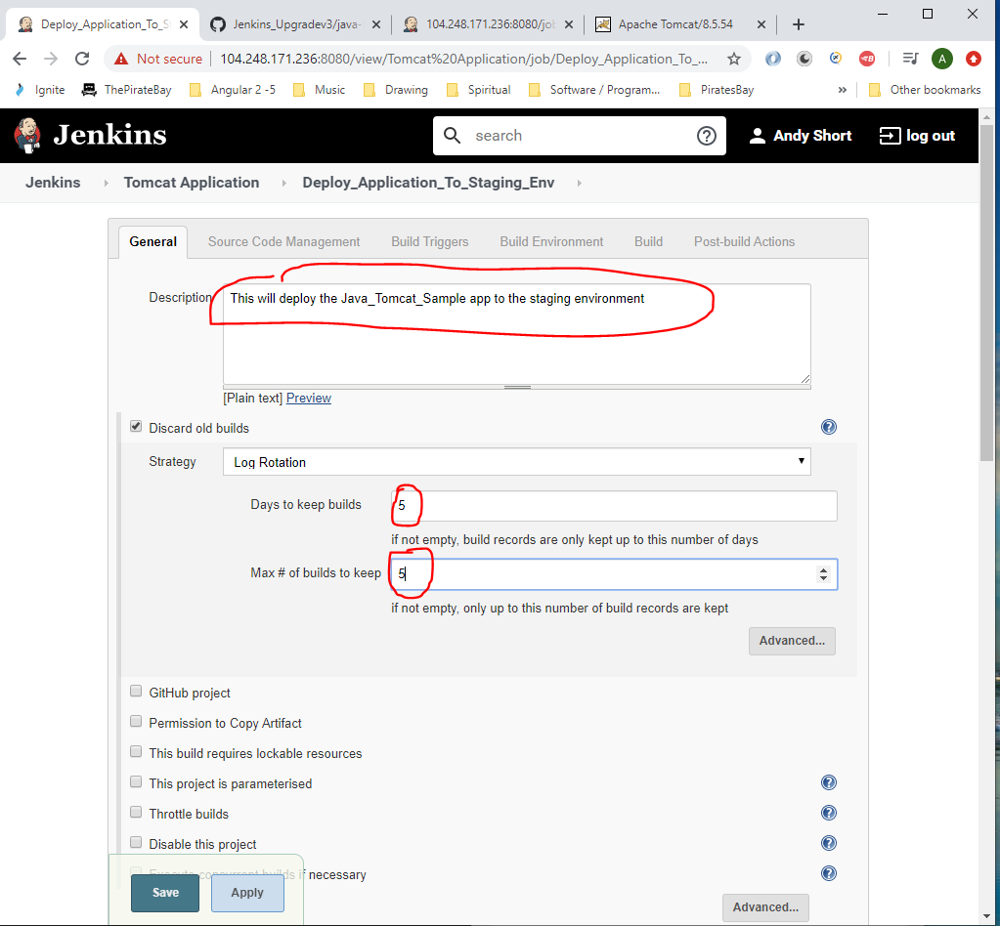 Deploy_Application_To_S
Jenkins_Upgradev3/java-
104.248.171.236:8080/jol
Apache Tomcat/8.5.54
Not secure
104.248.171.236:8080/view/Tomcat%20Application/job/Deploy_Application_To_...
A
Ignite
ThePirateBay
Angular 2 -5
Music
Drawing
Spiritual
Software / Program...
PiratesBay
»
Other bookmarks
Jenkins
search
Andy Short
log out
Jenkins
Tomcat Application
Deploy_Application_To_Staging_Env
General
Source Code Management
Build Triggers
Build Environment
Build
Post-build Actions
Description
This will deploy the Java_Tomcat_Sample app to the staging environment
[Plain text] Preview
Discard old builds
Strategy
Log Rotation
Days to keep builds
5
if not empty, build records are only kept up to this number of days
Max # of builds to keep
5
if not empty, only up to this number of build records are kept
Advanced...
GitHub project
Permission to Copy Artifact
This build requires lockable resources
This project is parameterised
Throttle builds
Disable this project
Execute concurrent builds if necessary
Save
Apply
Advanced...